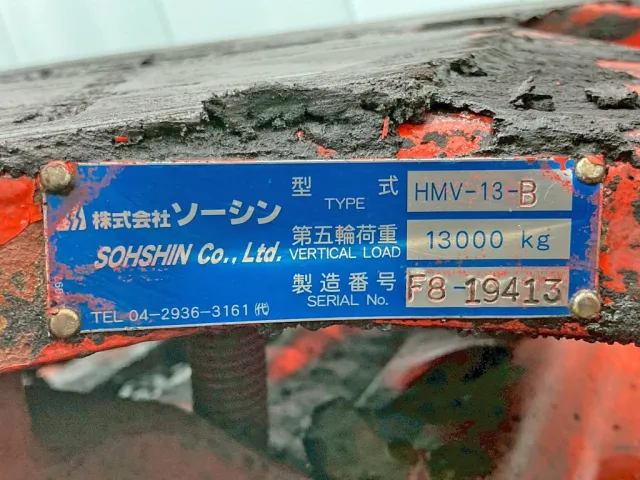 株式会社ソーシン
SOHSHIN Co., Ltd.
TEL 04-2936-3161 ㈹
型 式 HMV-13-B
TYPE
第五輪荷重 13000 kg
VERTICAL LOAD
製造番号 F8-19413
SERIAL No.